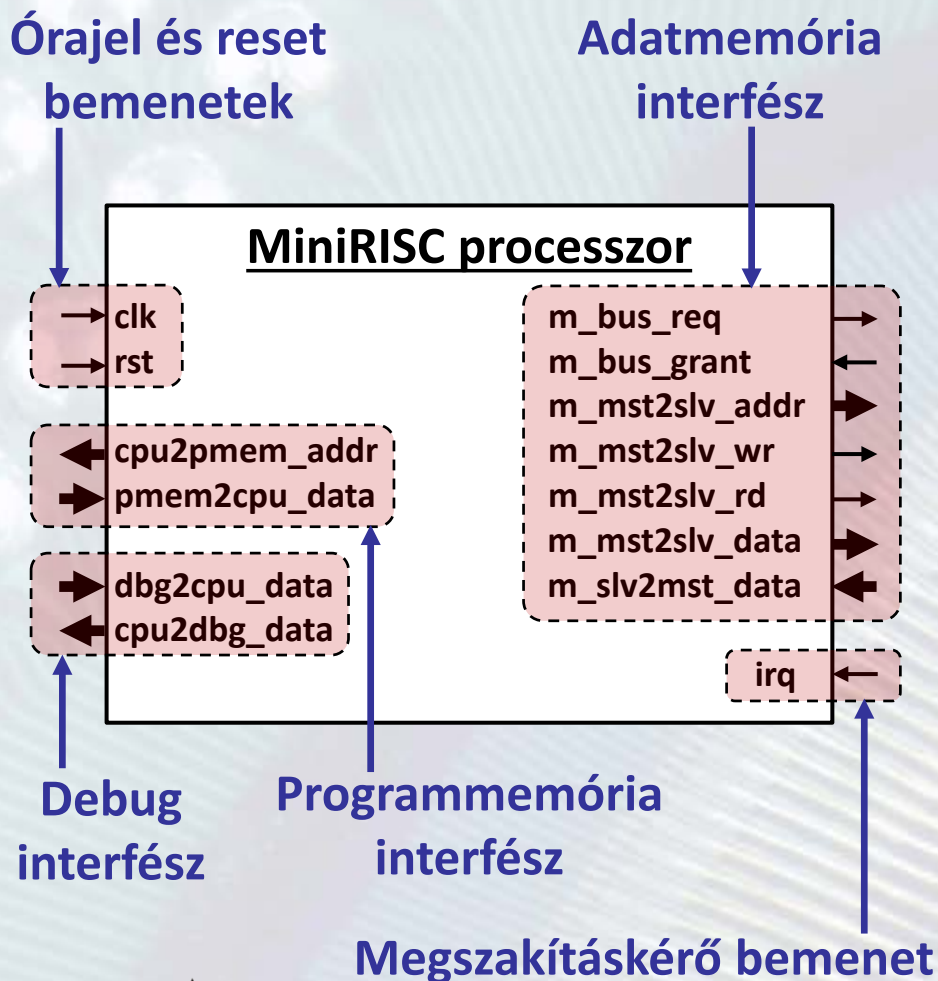 Órajel és reset
bemenetek
Adatmemória
interfész
MiniRISC processzor
clk
rst
cpu2pmem_addr
pmem2cpu_data
dbg2cpu_data
cpu2dbg_data
m_bus_req
m_bus_grant
m_mst2slv_addr
m_mst2slv_wr
m_mst2slv_rd
m_mst2slv_data
m_slv2mst_data
irq
Debug
interfész
Programmemória
interfész
Megszakításkérő bemenet